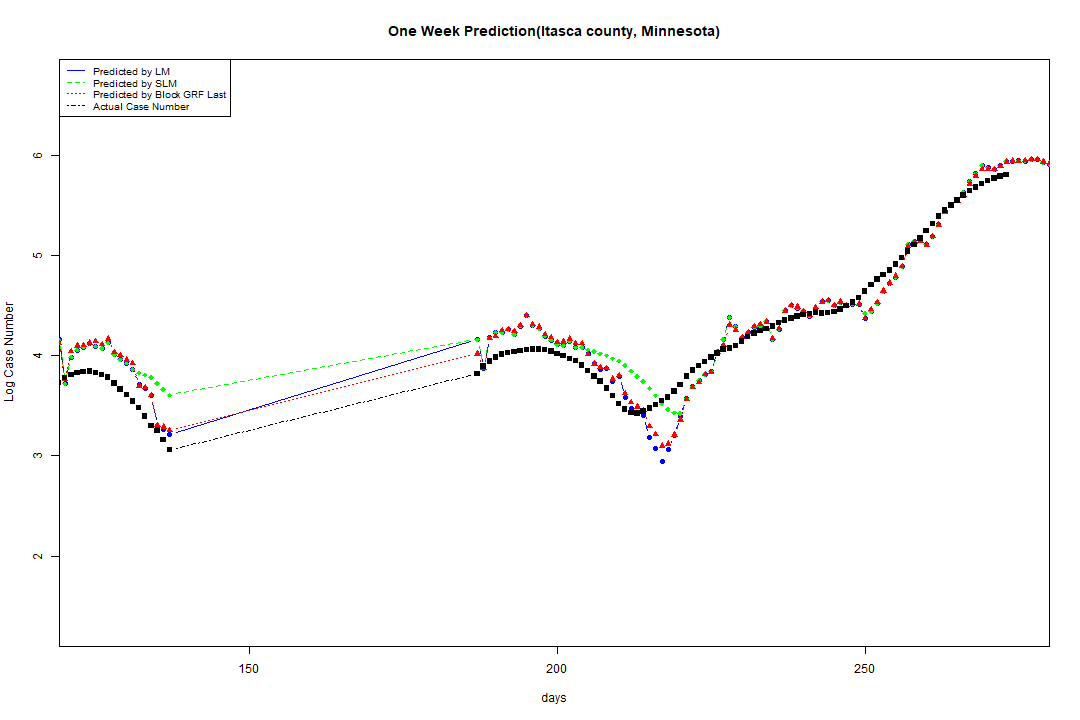 One Week Prediction(Itasca county, Minnesota)
Predicted by LM
Predicted by SLM
Predicted by Block GRF Last
Actual Case Number
6
5
4
3
2
Log Case Number
150
200
250
days